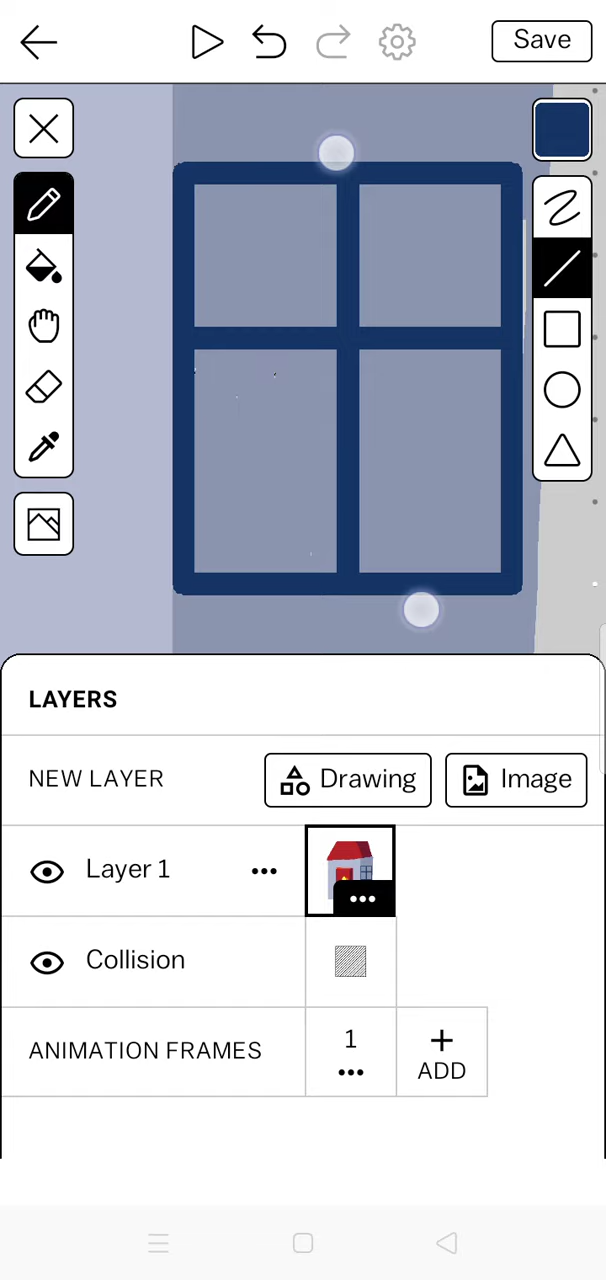 Save
LAYERS
NEW LAYER
Drawing
Image
Layer 1
Collision
ANIMATION FRAMES
1
ADD